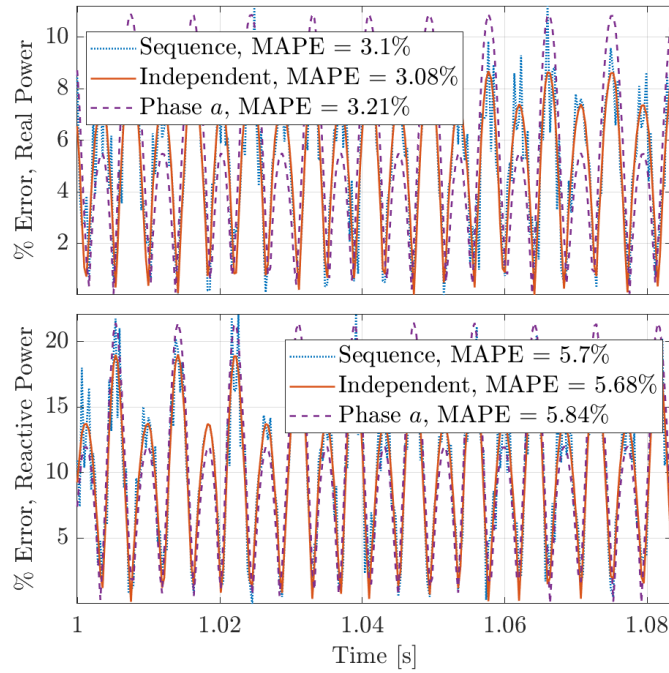 10
8
6
4
2
% Error, Real Power
Sequence, MAPE = 3.1%
Independent, MAPE = 3.08%
Phase a, MAPE = 3.21%
20
15
10
5
% Error, Reactive Power
Sequence, MAPE = 5.7%
Independent, MAPE = 5.68%
Phase a, MAPE = 5.84%
1 1.02 1.04 1.06 1.08
Time [s]